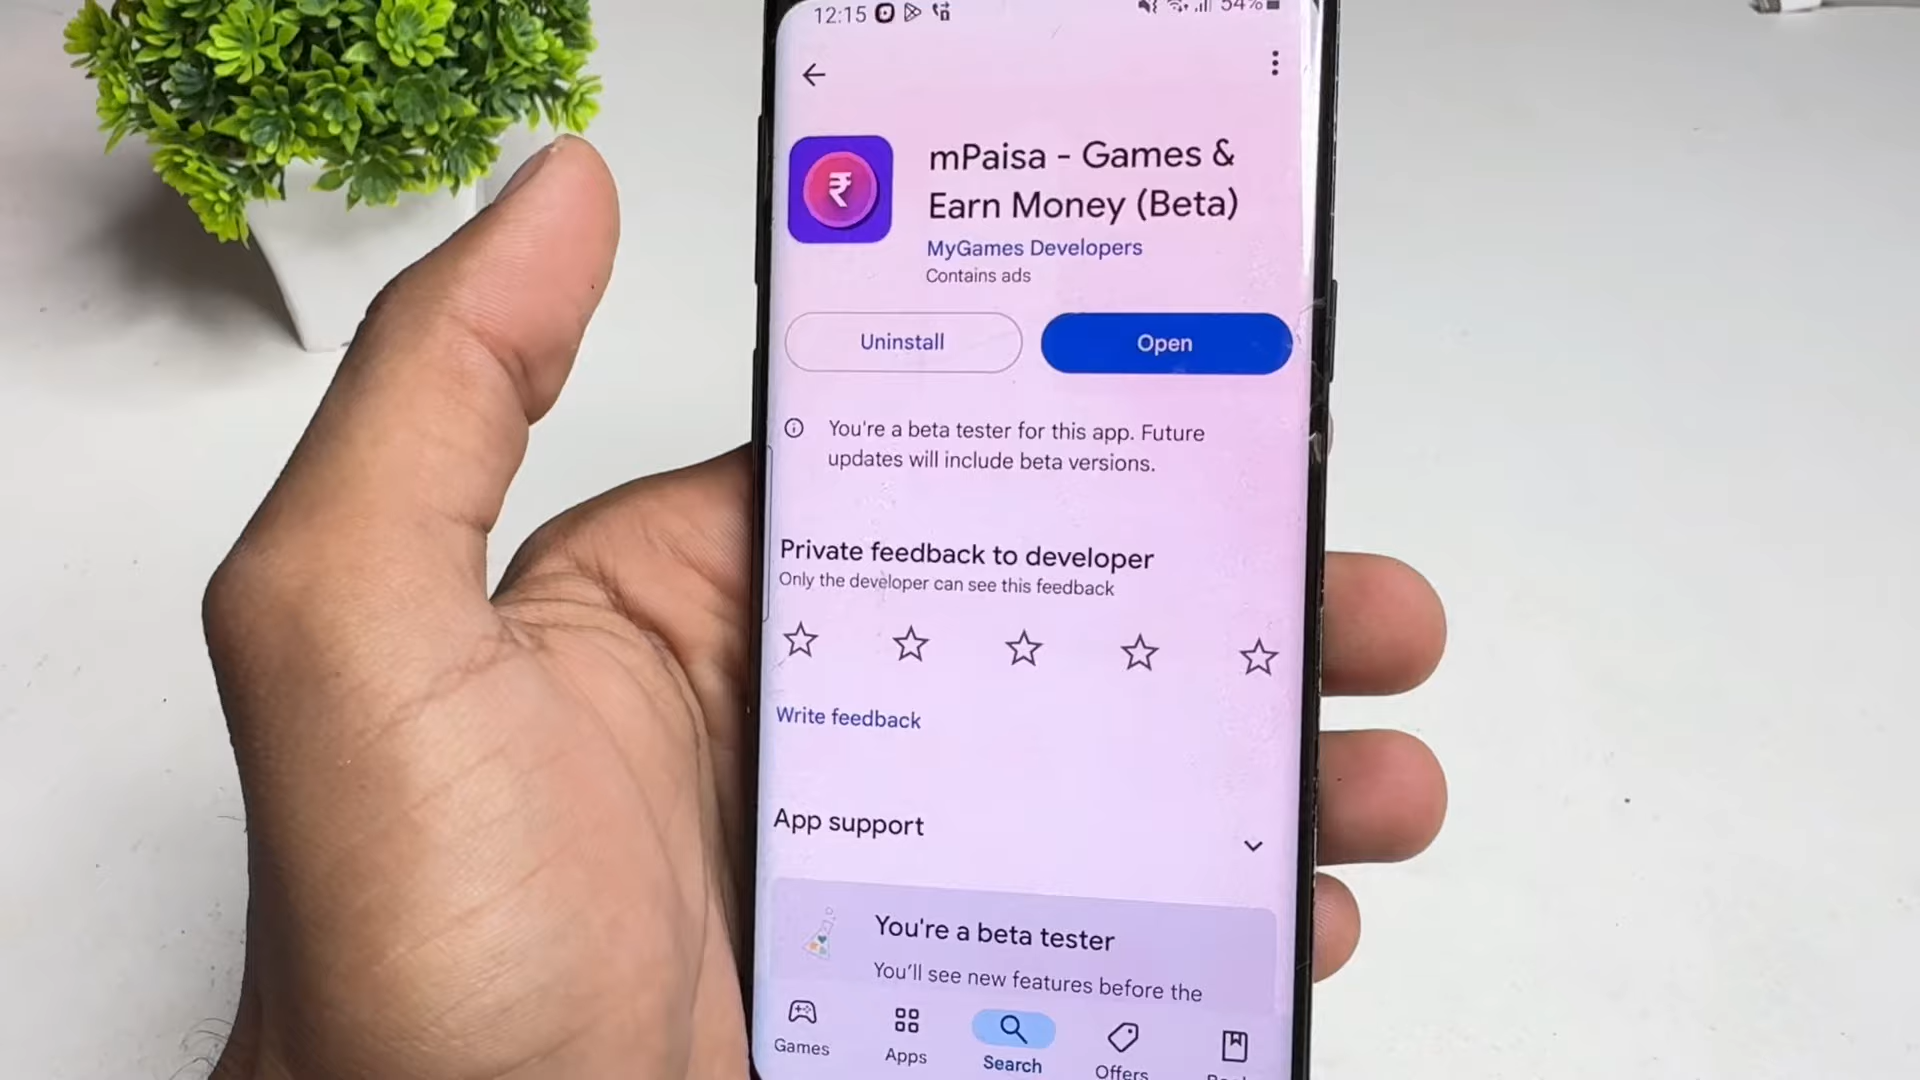 12:15
54%
mPaisa - Games &
Earn Money (Beta)
MyGames Developers
Contains ads
Uninstall
Open
You're a beta tester for this app. Future
updates will include beta versions.
Private feedback to developer
Only the developer can see this feedback
Write feedback
App support
You're a beta tester
You'll see new features before the
Games
Apps
Search
Offers